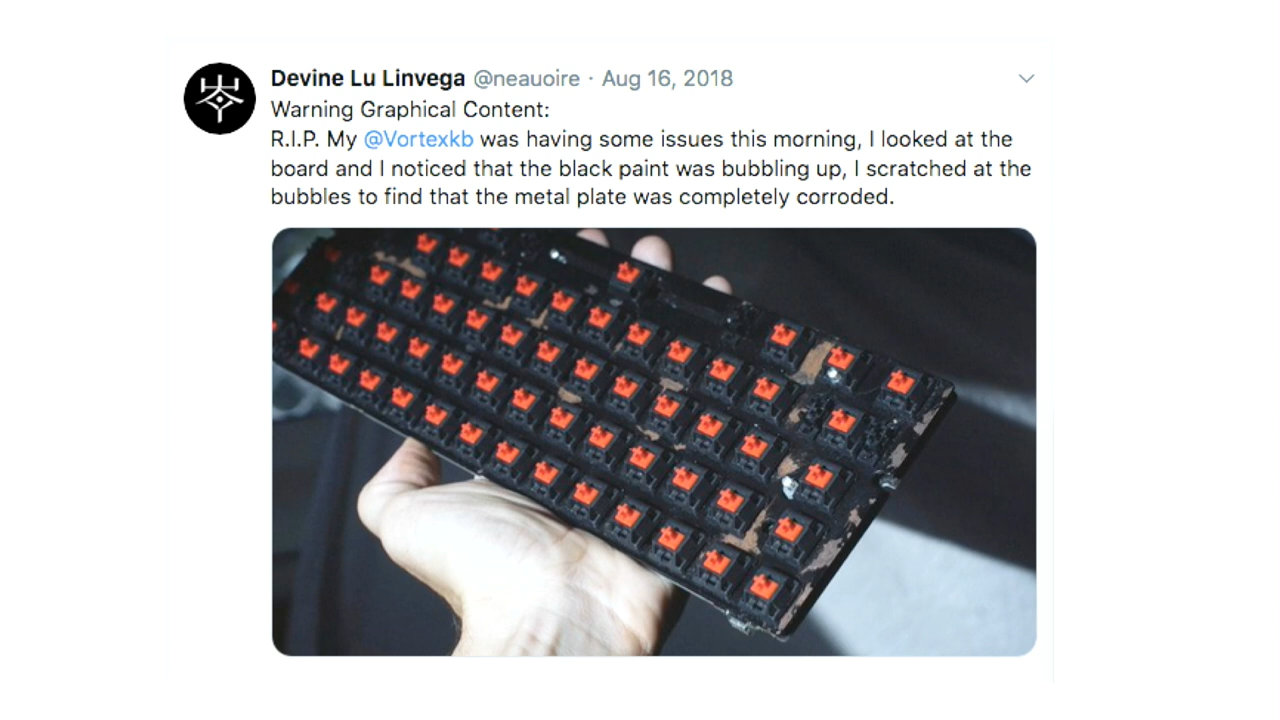 Devine Lu Linvega @neauoire · Aug 16, 2018
Warning Graphical Content:
R.I.P. My @Vortexkb was having some issues this morning, I looked at the
board and I noticed that the black paint was bubbling up, I scratched at the
bubbles to find that the metal plate was completely corroded.